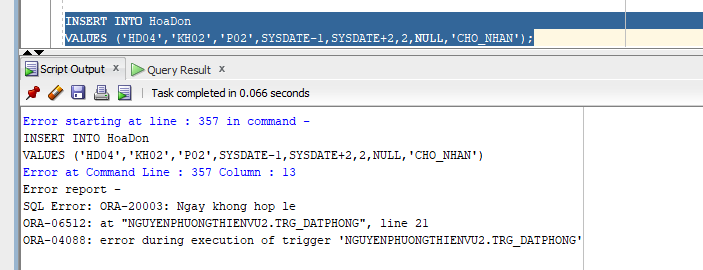 INSERT INTO HoaDon
VALUES ('HD04','KH02','P02',SYSDATE-1,SYSDATE+2,2,NULL,'CHO_NHAN');
Script Output x Query Result x
Task completed in 0.066 seconds
Error starting at line : 357 in command -
INSERT INTO HoaDon
VALUES ('HD04','KH02','P02',SYSDATE-1,SYSDATE+2,2,NULL,'CHO_NHAN')
Error at Command Line : 357 Column : 13
Error report -
SQL Error: ORA-20003: Ngay khong hop le
ORA-06512: at "NGUYENPHUONGTHIENVU2.TRG_DATPHONG", line 21
ORA-04088: error during execution of trigger 'NGUYENPHUONGTHIENVU2.TRG_DATPHONG'